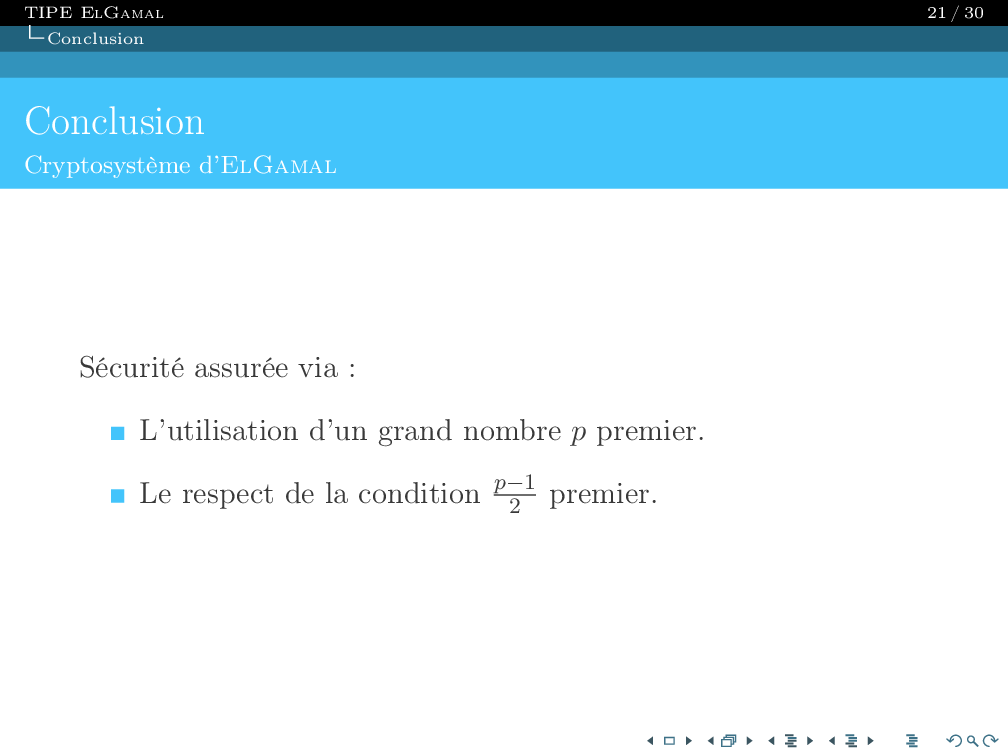 TIPE ElGamal 21 / 30
Conclusion
Conclusion
Cryptosystème d'ElGamal
Sécurité assurée via :
L'utilisation d'un grand nombre p premier.
Le respect de la condition \frac{p-1}{2} premier.